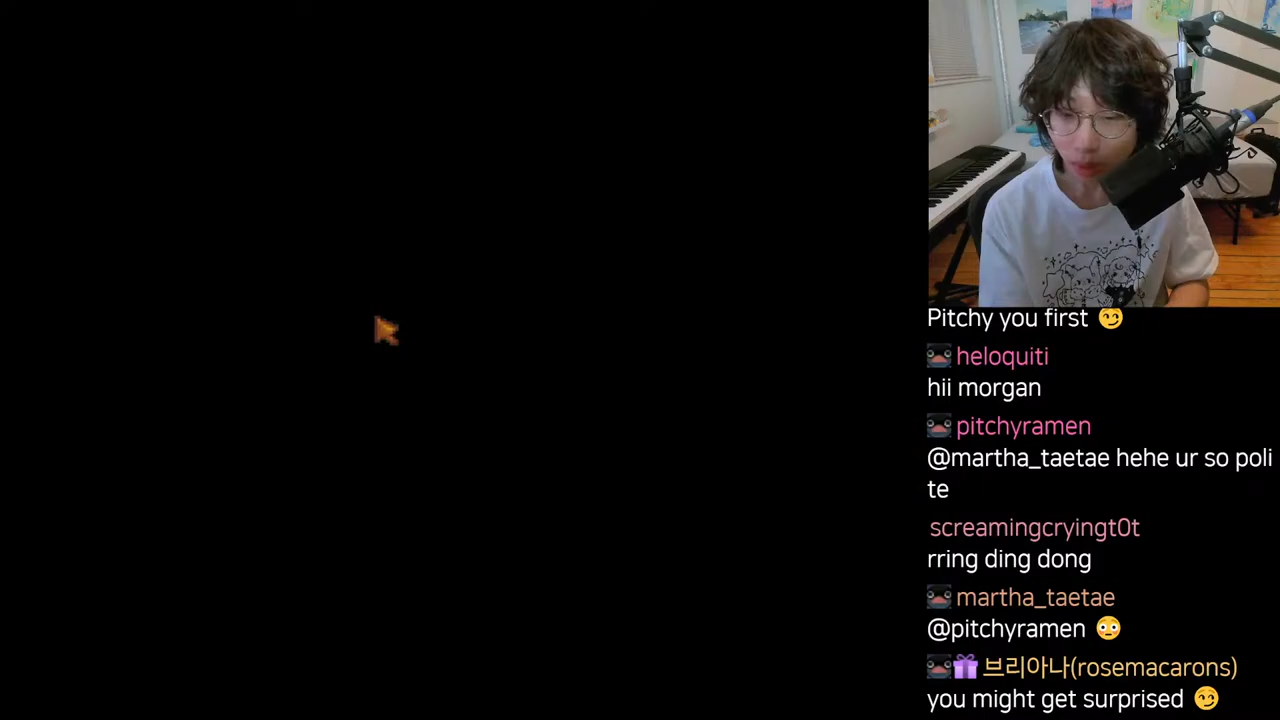 Pitchy you first 😏
heloquiti
hii morgan
pitchyramen
@martha_taetae hehe ur so poli
te
screamingcryingt0t
rring ding dong
martha_taetae
@pitchyramen 😳
브리아나(rosemacarons)
you might get surprised 😏